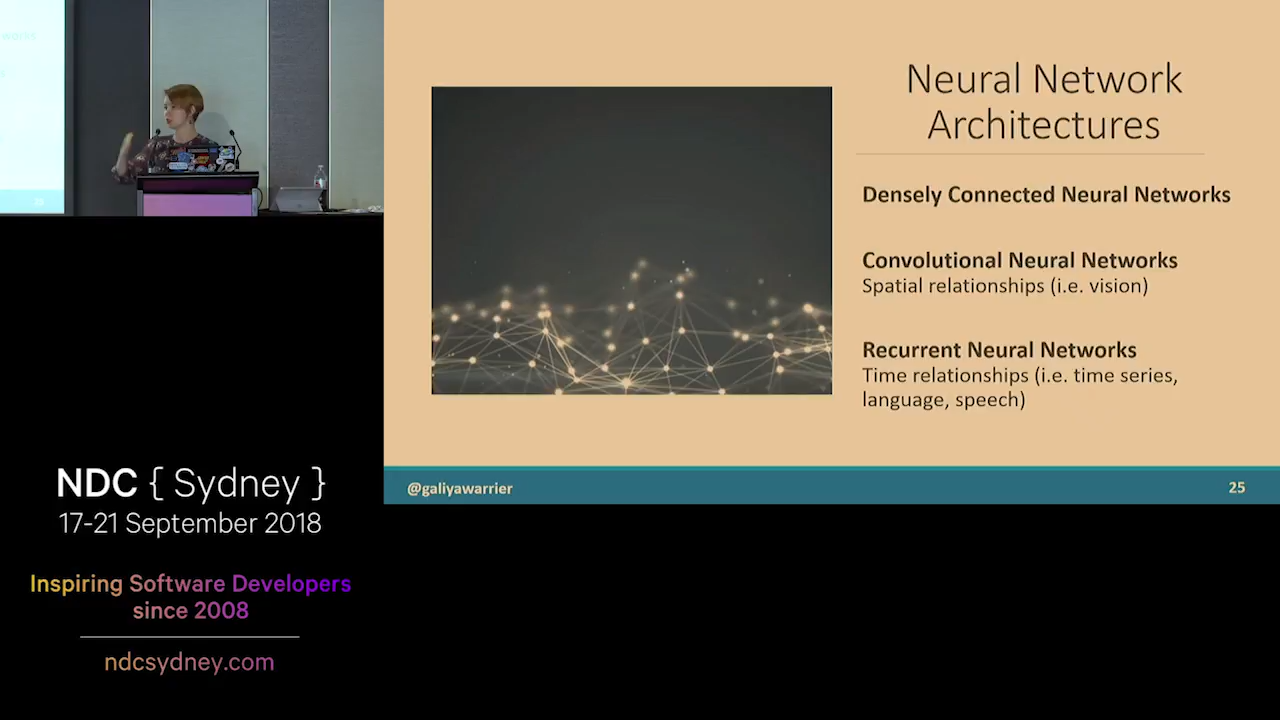 Neural Network
Architectures
Densely Connected Neural Networks
Convolutional Neural Networks
Spatial relationships (i.e. vision)
Recurrent Neural Networks
Time relationships (i.e. time series,
language, speech)
@galiyawarrier
25
NDC { Sydney }
17-21 September 2018
Inspiring Software Developers
since 2008
ndcsydney.com